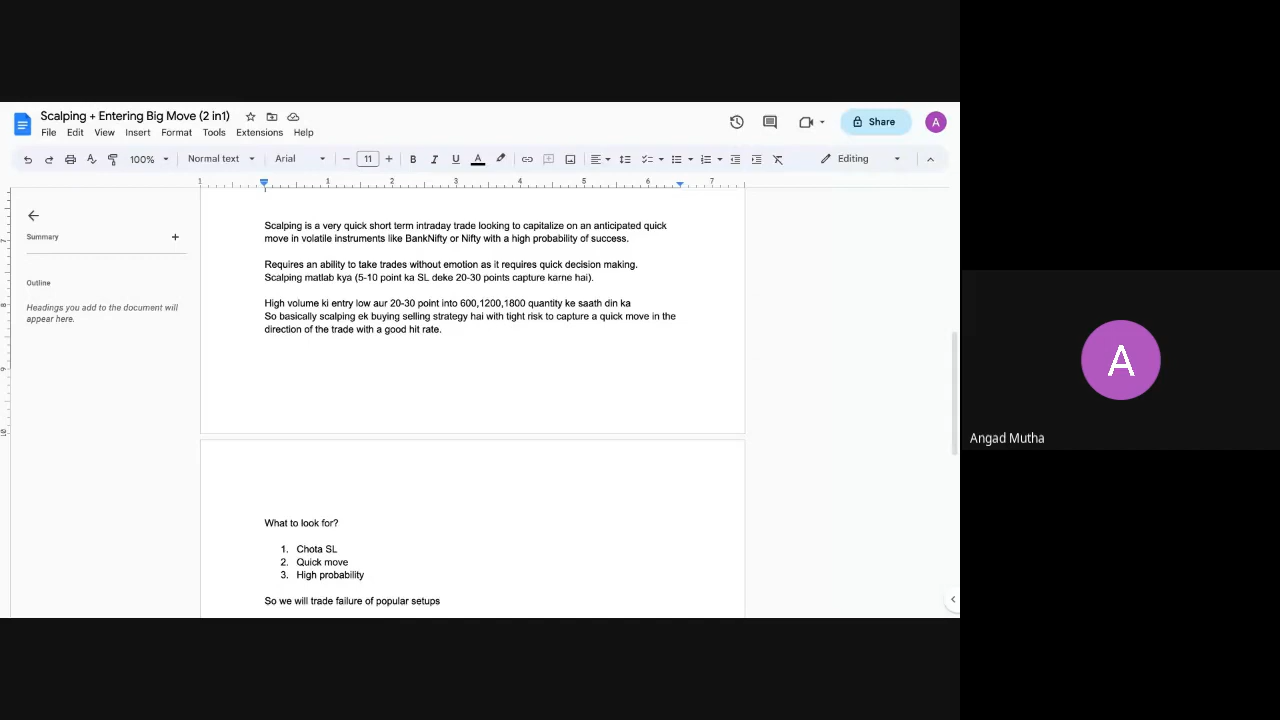 Scalping + Entering Big Move (2 in1)
File Edit View Insert Format Tools Extensions Help
Share
A
100% Normal text Arial 11 B I U A Editing
1 1 2 3 4 5 6 7
Summary
Outline
Headings you add to the document will
appear here.
Scalping is a very quick short term intraday trade looking to capitalize on an anticipated quick
move in volatile instruments like BankNifty or Nifty with a high probability of success.
Requires an ability to take trades without emotion as it requires quick decision making.
Scalping matlab kya (5-10 point ka SL deke 20-30 points capture karne hai).
High volume ki entry low aur 20-30 point into 600,1200,1800 quantity ke saath din ka
So basically scalping ek buying selling strategy hai with tight risk to capture a quick move in the
direction of the trade with a good hit rate.
What to look for?
1. Chota SL
2. Quick move
3. High probability
So we will trade failure of popular setups
A
Angad Mutha